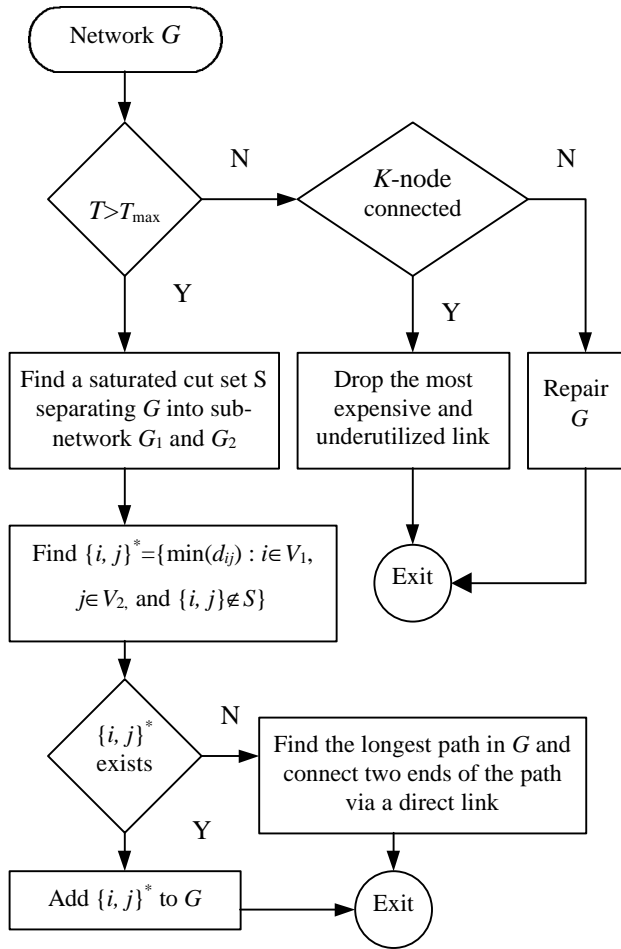 Network G
N
N
T>Tmax
K-node
connected
Y
Y
Find a saturated cut set S
separating G into sub-
network G1 and G2
Drop the most
expensive and
underutilized link
Repair
G
Find {i, j}*={min(dij) : i∈V1,
j∈V2, and {i, j}∉S}
Exit
{i, j}*
exists
N
Find the longest path in G and
connect two ends of the path
via a direct link
Y
Add {i, j}* to G
Exit